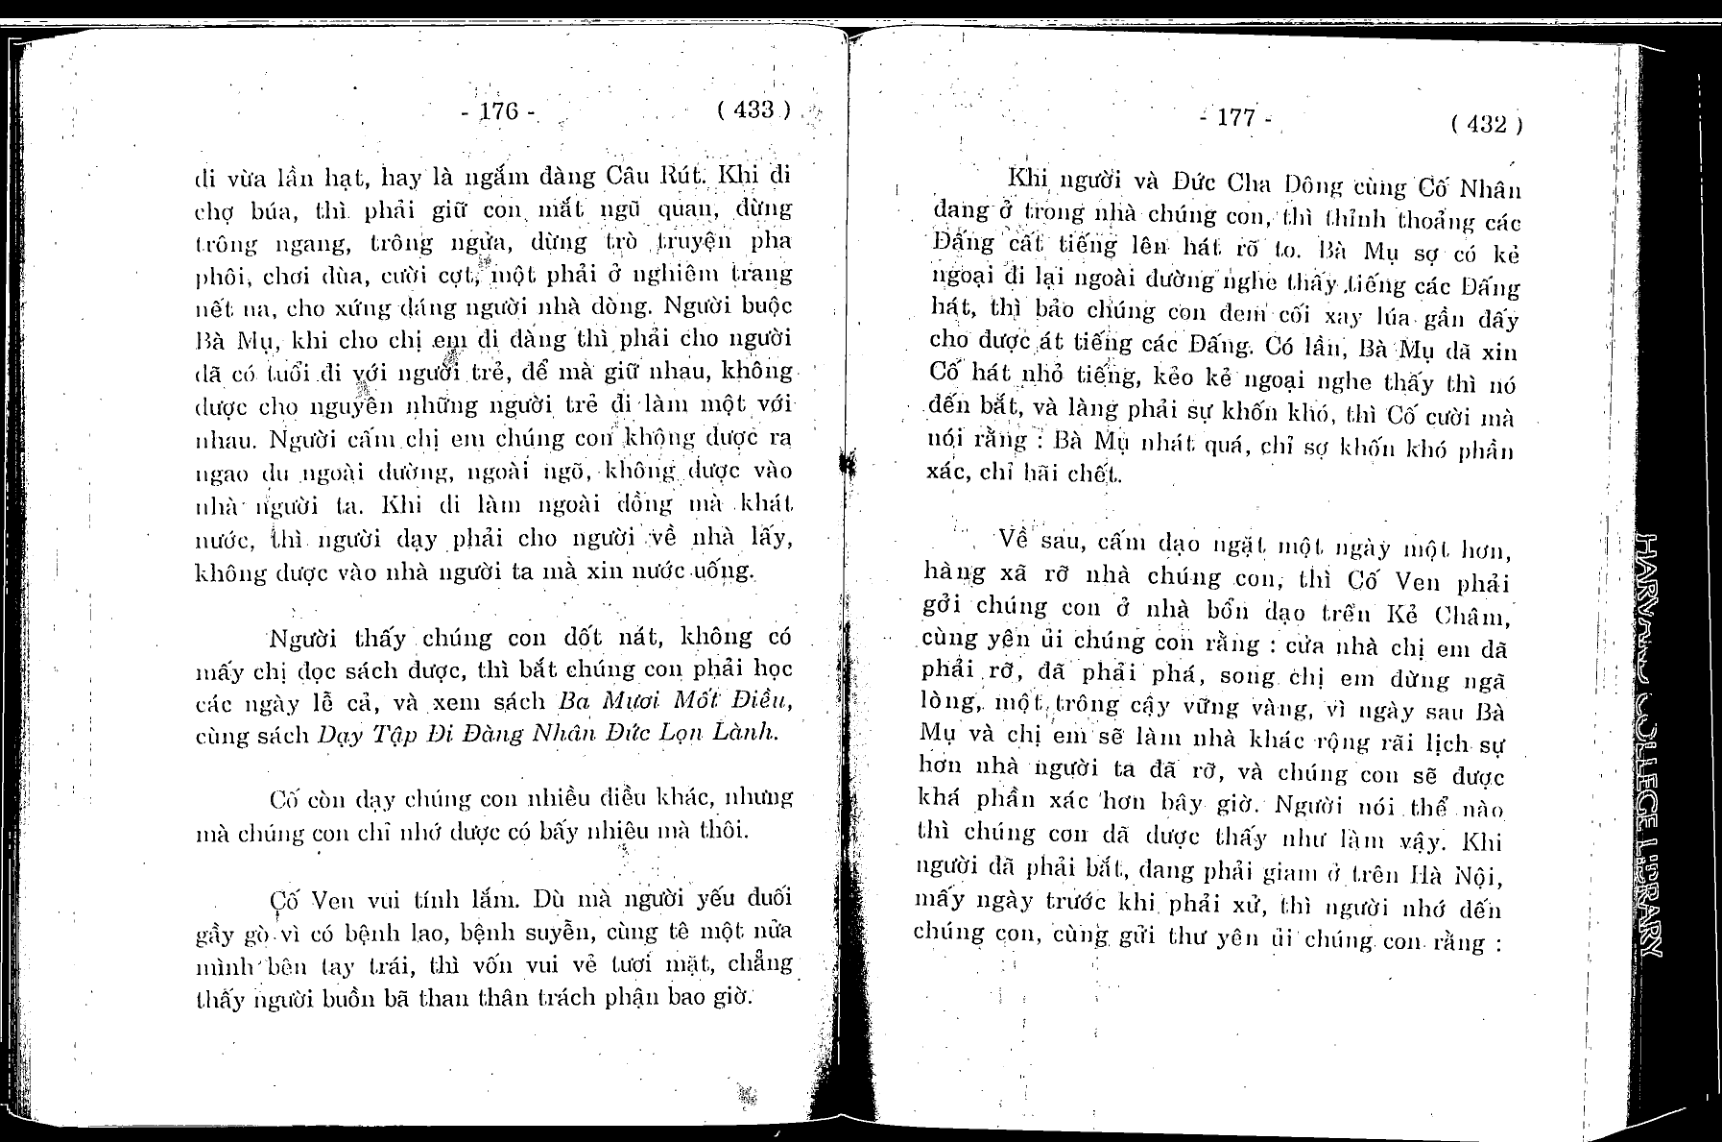 - 176 -
( 433 )
đi vừa lần hạt, hay là ngắm đàng Câu Rút. Khi đi
chợ búa, thì phải giữ con mắt ngũ quan, đừng
trông ngang, trông ngửa, đừng trò truyện pha
phôi, chơi đùa, cười cợt, một phải ở nghiêm trang
nết na, cho xứng đáng người nhà dòng. Người buộc
Bà Mụ, khi cho chị em đi đàng thì phải cho người
đã có tuổi đi với người trẻ, để mà giữ nhau, không
được cho nguyên những người trẻ đi làm một với
nhau. Người cấm chị em chúng con không được ra
ngao du ngoài đường, ngoài ngõ, không được vào
nhà người ta. Khi đi làm ngoài đồng mà khát
nước, thì người dạy phải cho người về nhà lấy,
không được vào nhà người ta mà xin nước uống.
Người thấy chúng con dốt nát, không có
mấy chị đọc sách được, thì bắt chúng con phải học
các ngày lễ cả, và xem sách Ba Mươi Mốt Điều,
cùng sách Dạy Tập Đi Đàng Nhân Đức Lọn Lành.
Cố còn dạy chúng con nhiều điều khác, nhưng
mà chúng con chỉ nhớ được có bấy nhiêu mà thôi.
Cố Ven vui tính lắm. Dù mà người yếu đuối
gầy gò vì có bệnh lao, bệnh suyễn, cùng tê một nửa
mình bên tay trái, thì vốn vui vẻ tươi mặt, chẳng
thấy người buồn bã than thân trách phận bao giờ.
- 177 -
( 432 )
Khi người và Đức Cha Dông cùng Cố Nhân
đang ở trong nhà chúng con, thì thỉnh thoảng các
Đấng cất tiếng lên hát rõ to. Bà Mụ sợ có kẻ
ngoại đi lại ngoài đường nghe thấy tiếng các Đấng
hát, thì bảo chúng con đem cối xay lúa gần đấy
cho được át tiếng các Đấng. Có lần, Bà Mụ đã xin
Cố hát nhỏ tiếng, kẻo kẻ ngoại nghe thấy thì nó
đến bắt, và làng phải sự khốn khó, thì Cố cười mà
nói rằng : Bà Mụ nhát quá, chỉ sợ khốn khó phần
xác, chỉ hãi chết.
Về sau, cấm đạo ngặt một ngày một hơn,
hàng xã rỡ nhà chúng con, thì Cố Ven phải
gởi chúng con ở nhà bổn đạo trên Kẻ Châm,
cùng yên ủi chúng con rằng : cửa nhà chị em đã
phải rỡ, đã phải phá, song chị em đừng ngã
lòng, một trông cậy vững vàng, vì ngày sau Bà
Mụ và chị em sẽ làm nhà khác rộng rãi lịch sự
hơn nhà người ta đã rỡ, và chúng con sẽ được
khá phần xác hơn bây giờ. Người nói thể nào
thì chúng con đã được thấy như làm vậy. Khi
người đã phải bắt, đang phải giam ở trên Hà Nội,
mấy ngày trước khi phải xử, thì người nhớ đến
chúng con, cùng gửi thư yên ủi chúng con rằng :
HARVARD COLLEGE LIBRARY